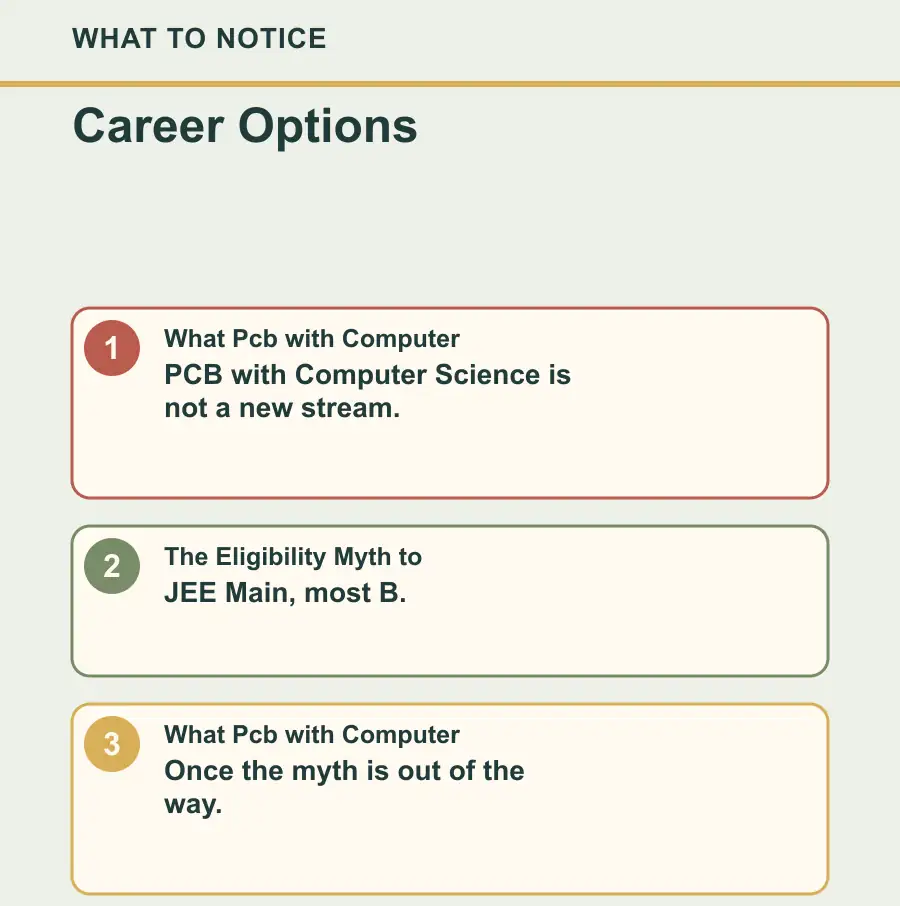 WHAT TO NOTICE
Career Options
1
What Pcb with Computer
PCB with Computer Science is
not a new stream.
2
The Eligibility Myth to
JEE Main, most B.
3
What Pcb with Computer
Once the myth is out of the
way.